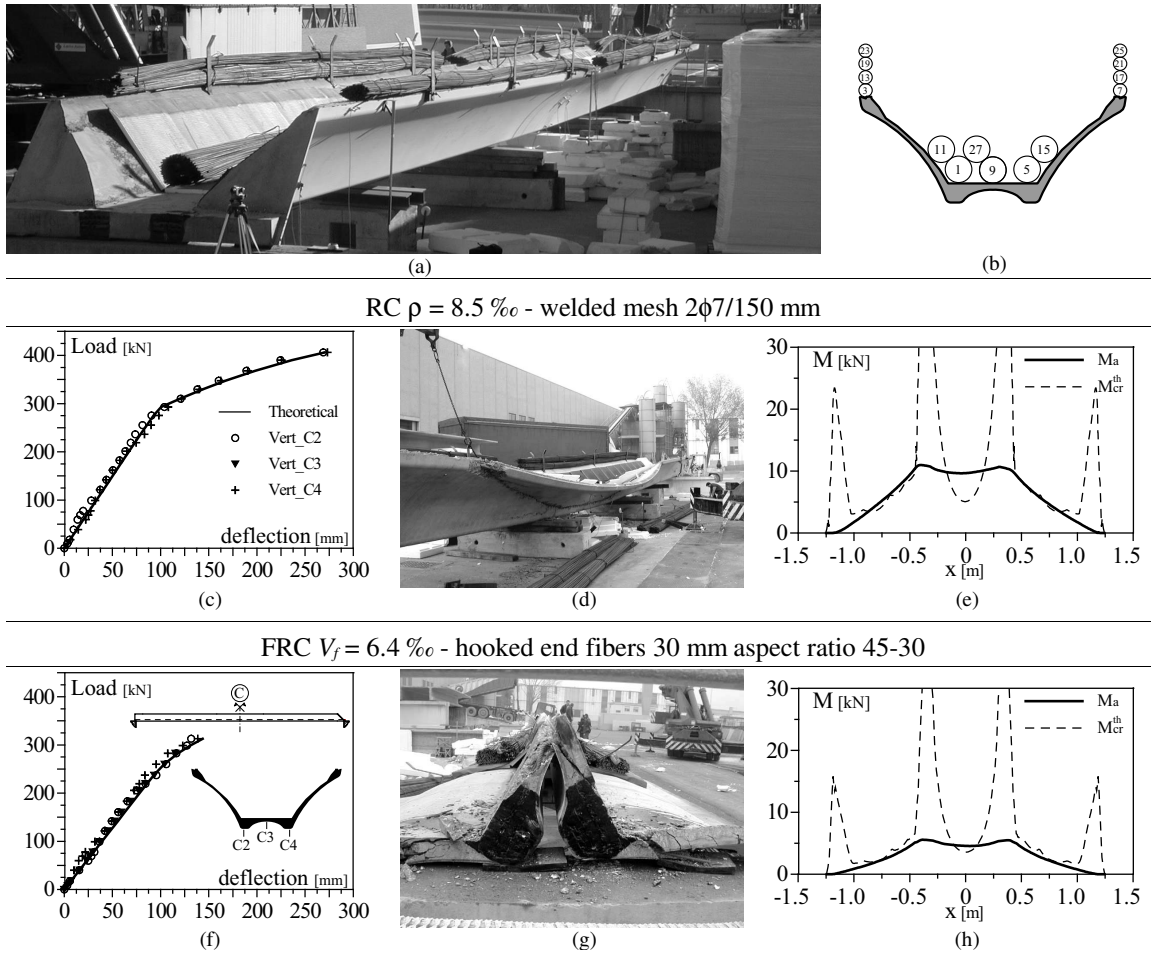 23 25
19 21
13 17
3 7
11 27 15
1 9 5
(a)
(b)
RC ρ = 8.5 ‰ - welded mesh 2ϕ7/150 mm
Load [kN]
400
300
200
100
0
Theoretical
Vert_C2
Vert_C3
Vert_C4
deflection [mm]
0 50 100 150 200 250 300
(c)
(d)
M [kN]
30
20
10
0
Ma
M_cr^th
-1.5 -1.0 -0.5 0 0.5 1.0 1.5
x [m]
(e)
FRC V_f = 6.4 ‰ - hooked end fibers 30 mm aspect ratio 45-30
Load [kN]
400
300
200
100
0
C
C2 C3 C4
deflection [mm]
0 50 100 150 200 250 300
(f)
(g)
M [kN]
30
20
10
0
Ma
M_cr^th
-1.5 -1.0 -0.5 0 0.5 1.0 1.5
x [m]
(h)